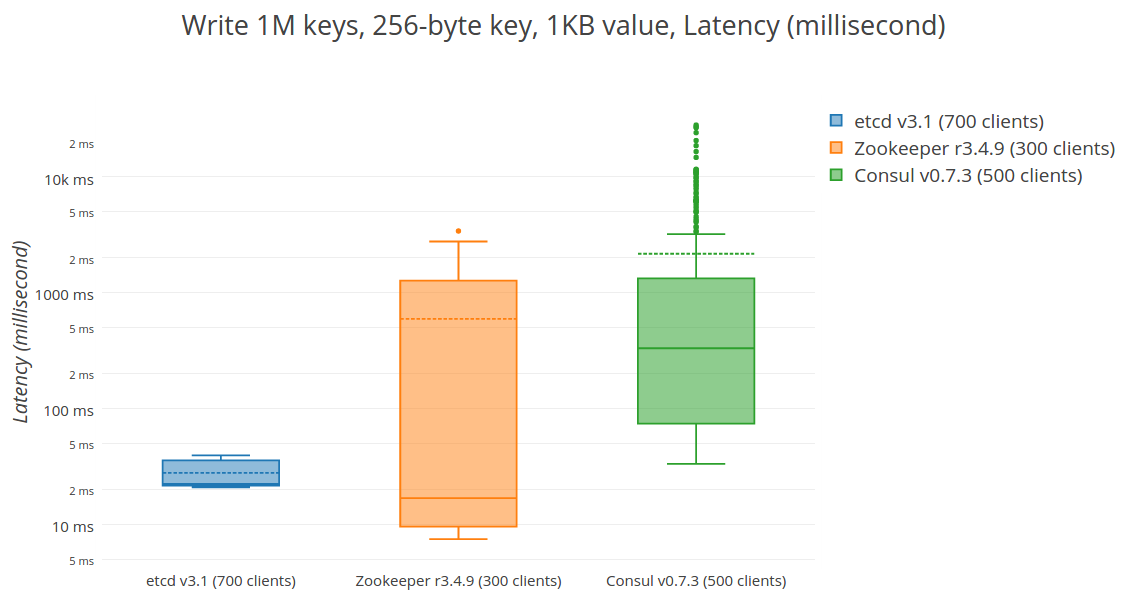 Write 1M keys, 256-byte key, 1KB value, Latency (millisecond)
etcd v3.1 (700 clients)
Zookeeper r3.4.9 (300 clients)
Consul v0.7.3 (500 clients)
Latency (millisecond)
2 ms
10k ms
5 ms
2 ms
1000 ms
5 ms
2 ms
100 ms
5 ms
2 ms
10 ms
5 ms
etcd v3.1 (700 clients)
Zookeeper r3.4.9 (300 clients)
Consul v0.7.3 (500 clients)